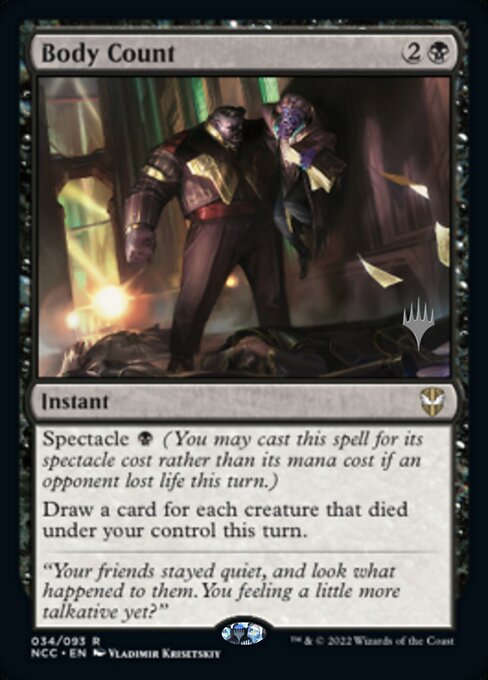 Body Count 2
Instant
Spectacle (You may cast this spell for its
spectacle cost rather than its mana cost if an
opponent lost life this turn.)
Draw a card for each creature that died
under your control this turn.
“Your friends stayed quiet, and look what
happened to them. You feeling a little more
talkative yet?”
034/093 R
NCC • EN Vladimir Krisetskiy
™ & © 2022 Wizards of the Coast